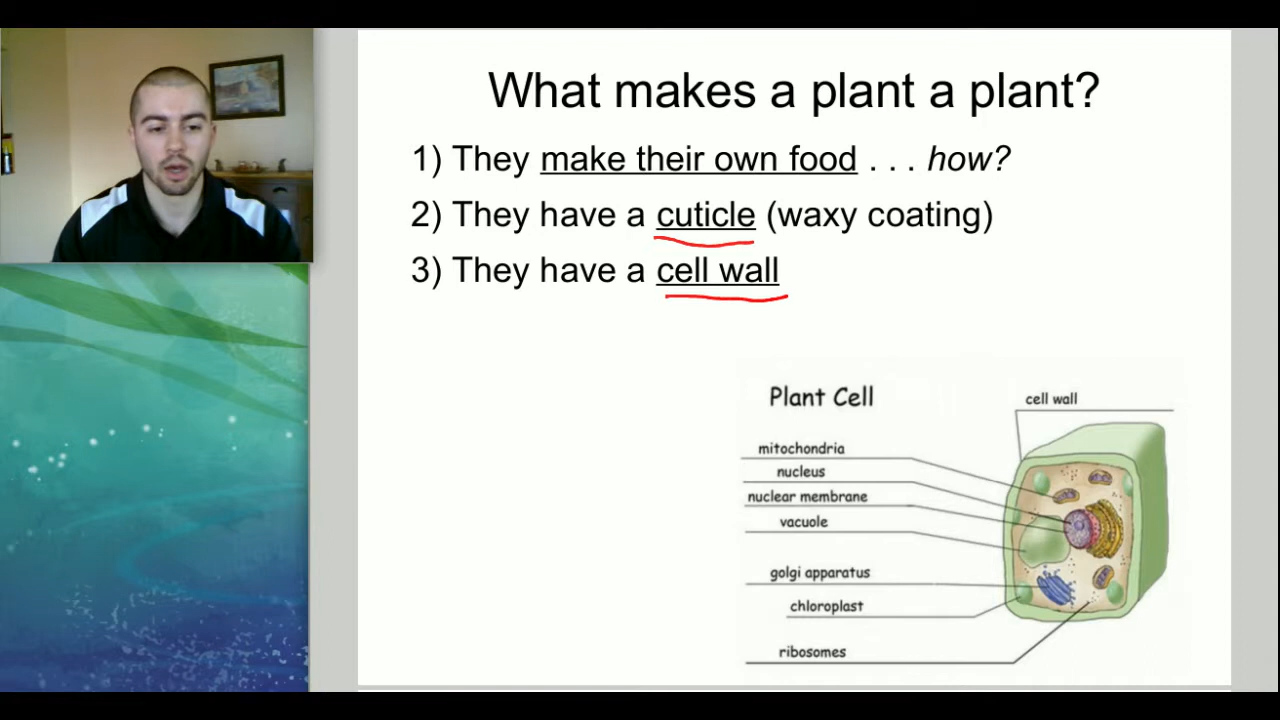 What makes a plant a plant?
1) They make their own food . . . how?
2) They have a cuticle (waxy coating)
3) They have a cell wall
Plant Cell
cell wall
mitochondria
nucleus
nuclear membrane
vacuole
golgi apparatus
chloroplast
ribosomes